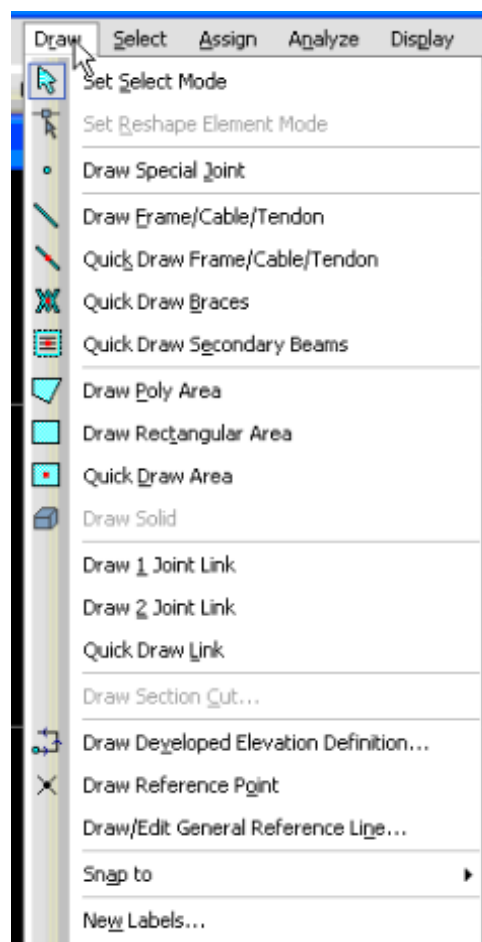 Draw Select Assign Analyze Display
Set Select Mode
Set Reshape Element Mode
Draw Special Joint
Draw Frame/Cable/Tendon
Quick Draw Frame/Cable/Tendon
Quick Draw Braces
Quick Draw Secondary Beams
Draw Poly Area
Draw Rectangular Area
Quick Draw Area
Draw Solid
Draw 1 Joint Link
Draw 2 Joint Link
Quick Draw Link
Draw Section Cut...
Draw Developed Elevation Definition...
Draw Reference Point
Draw/Edit General Reference Line...
Snap to
New Labels...